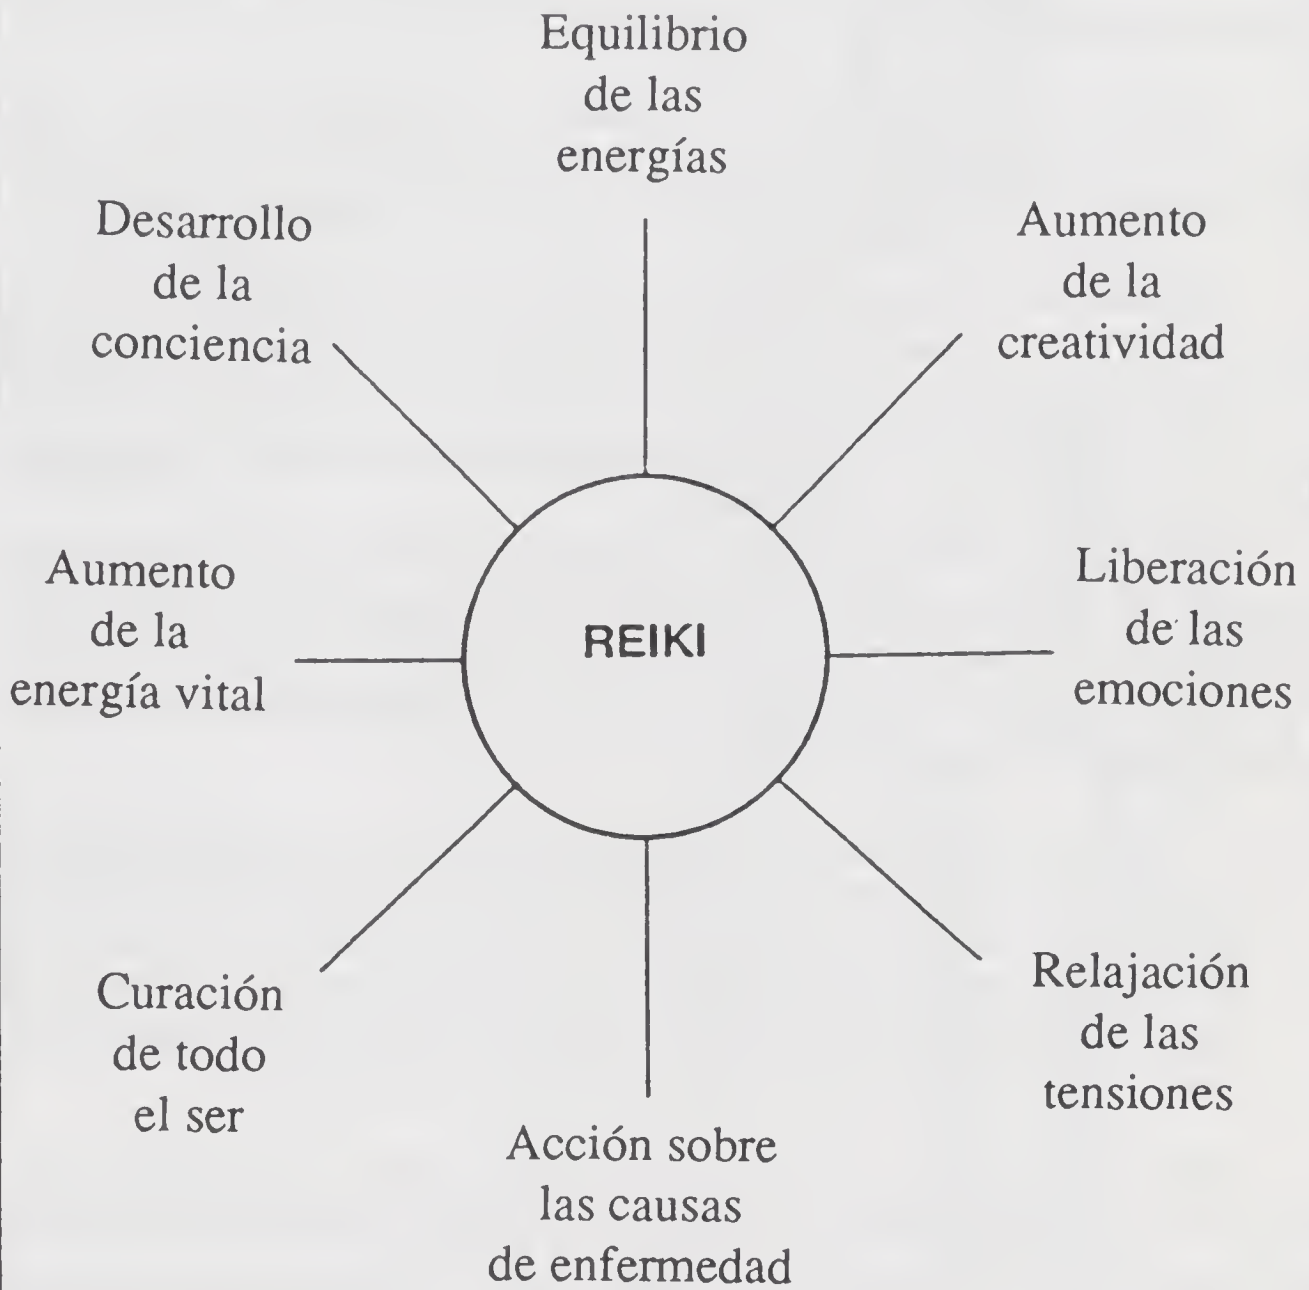 Equilibrio
de las
energías
Aumento
de la
creatividad
Liberación
de las
emociones
Relajación
de las
tensiones
Acción sobre
las causas
de enfermedad
Curación
de todo
el ser
Aumento
de la
energía vital
Desarrollo
de la
conciencia
REIKI